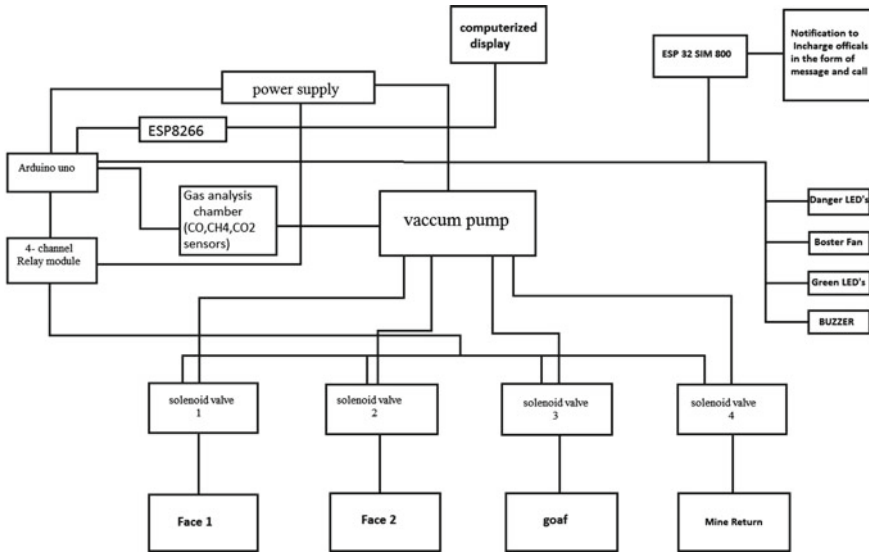 computerized
display
ESP 32 SIM 800
Notification to
Incharge officals
in the form of
message and call
power supply
ESP8266
Arduino uno
Gas analysis
chamber
(CO,CH4,CO2
sensors)
vaccum pump
4- channel
Relay module
Danger LED's
Boster Fan
Green LED's
BUZZER
solenoid valve
1
solenoid valve
2
solenoid valve
3
solenoid valve
4
Face 1
Face 2
goaf
Mine Return